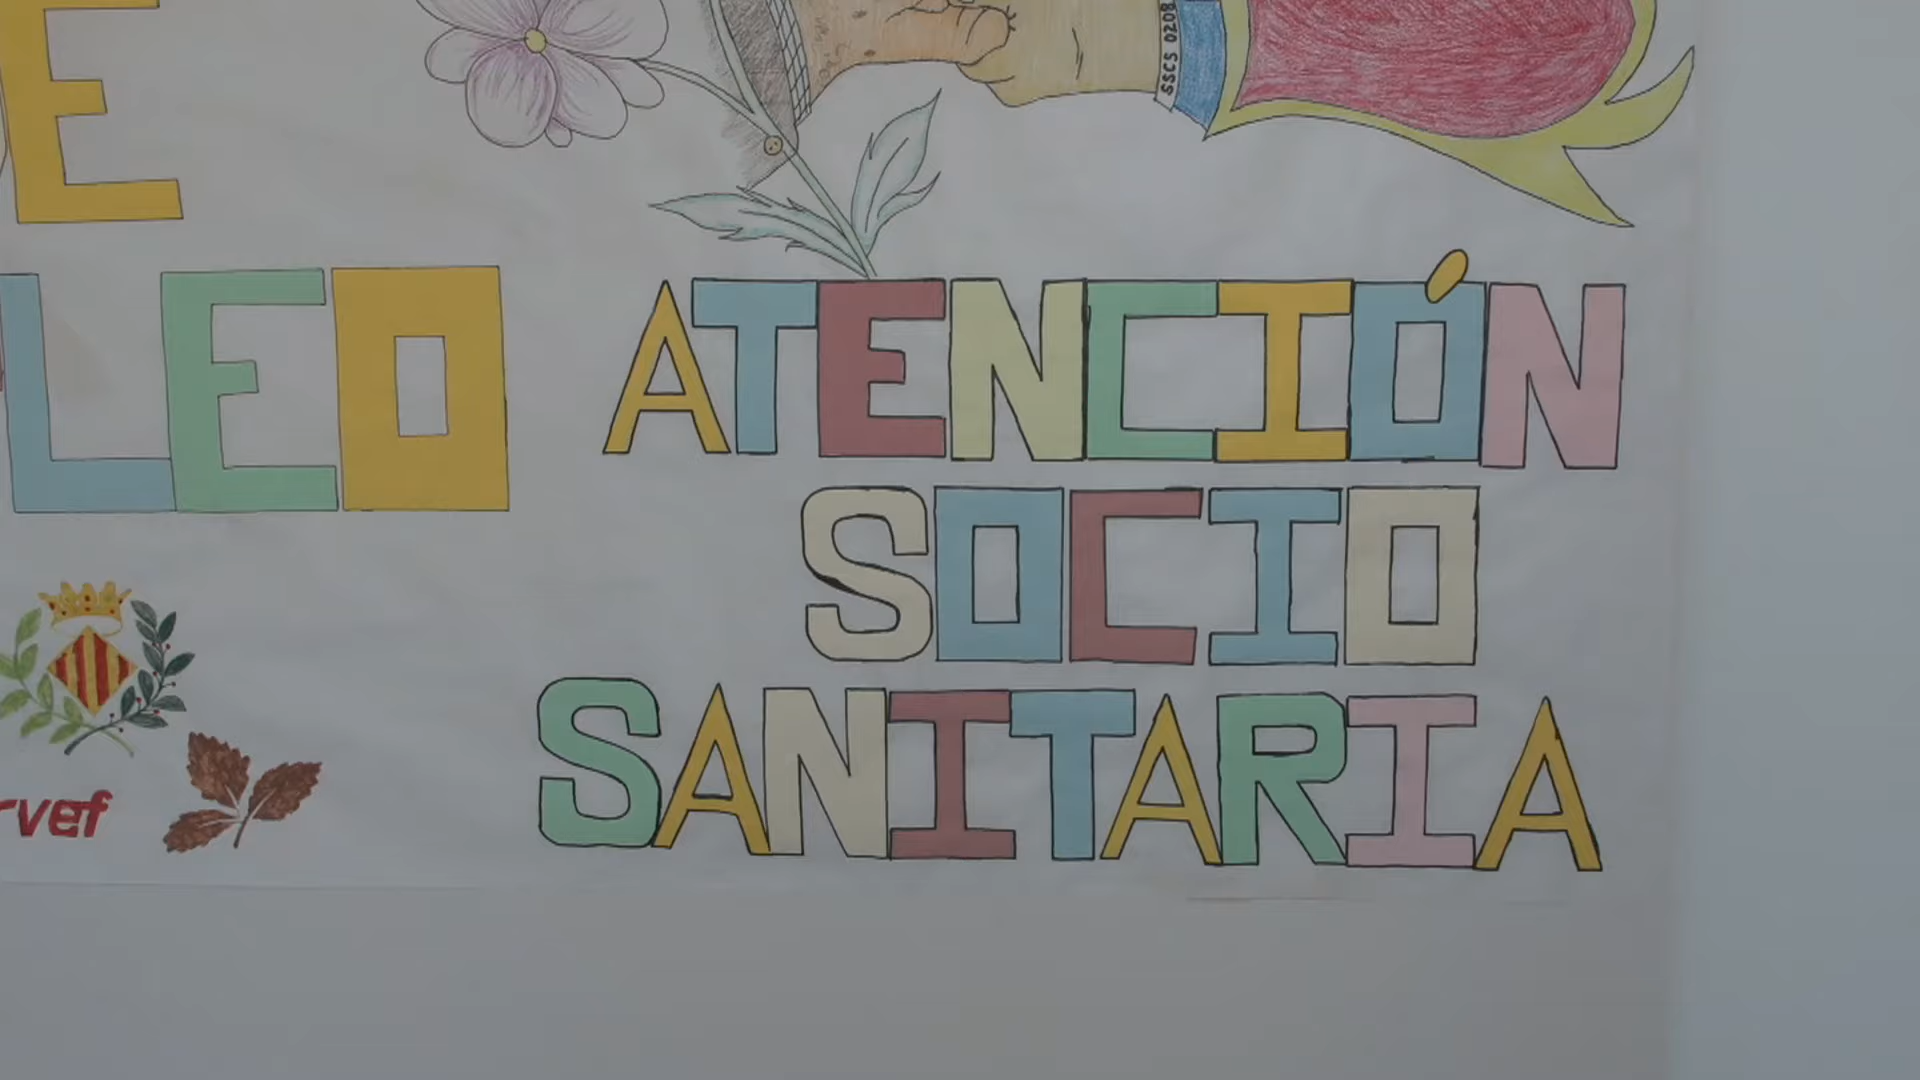 SSCS 0208
E
LEO
ATENCIÓN
SOCIO
SANITARIA
rvef